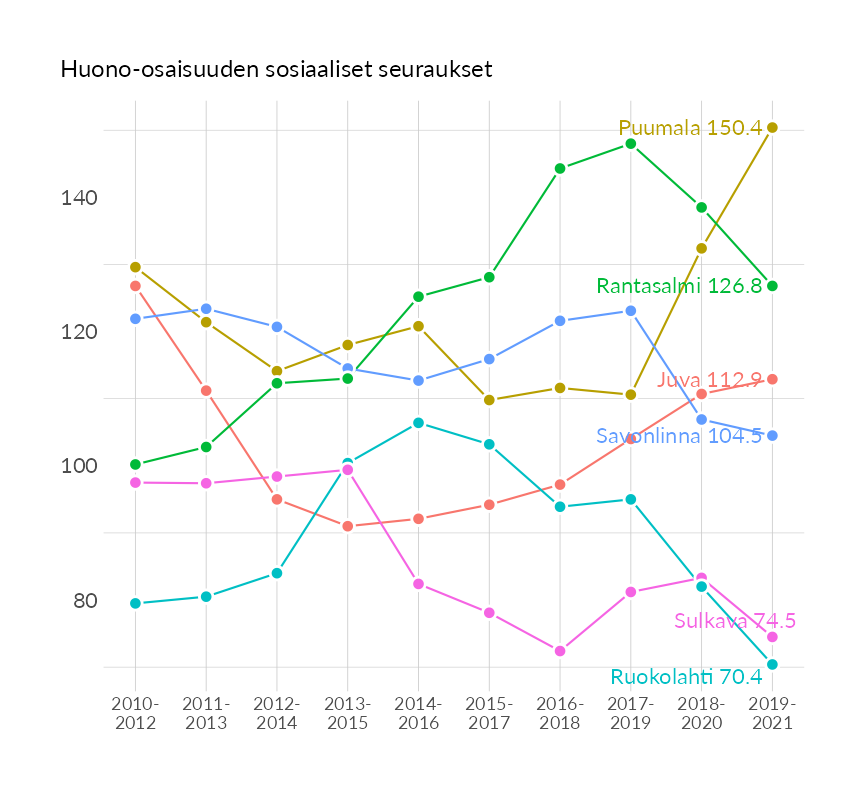 Huono-osaisuuden sosiaaliset seuraukset
Puumala 150.4
140
Rantasalmi 126.8
120
Juva 112.9
Savonlinna 104.5
100
80
Sulkava 74.5
Ruokolahti 70.4
2010- 2011- 2012- 2013- 2014- 2015- 2016- 2017- 2018- 2019-
2012 2013 2014 2015 2016 2017 2018 2019 2020 2021